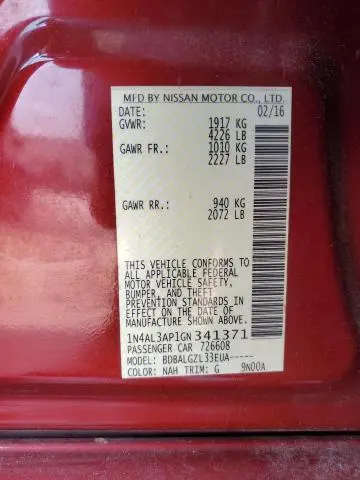 MFD BY NISSAN MOTOR CO., LTD.
DATE: 02/16
GVWR: 1917 KG
4226 LB
GAWR FR.: 1010 KG
2227 LB
GAWR RR.: 940 KG
2072 LB
THIS VEHICLE CONFORMS TO
ALL APPLICABLE FEDERAL
MOTOR VEHICLE SAFETY,
BUMPER, AND THEFT
PREVENTION STANDARDS IN
EFFECT ON THE DATE OF
MANUFACTURE SHOWN ABOVE.
1N4AL3AP1GN 341371
PASSENGER CAR 726608
MODEL: BDBALGZL33EUA-----
COLOR: NAH TRIM: G 9N00A